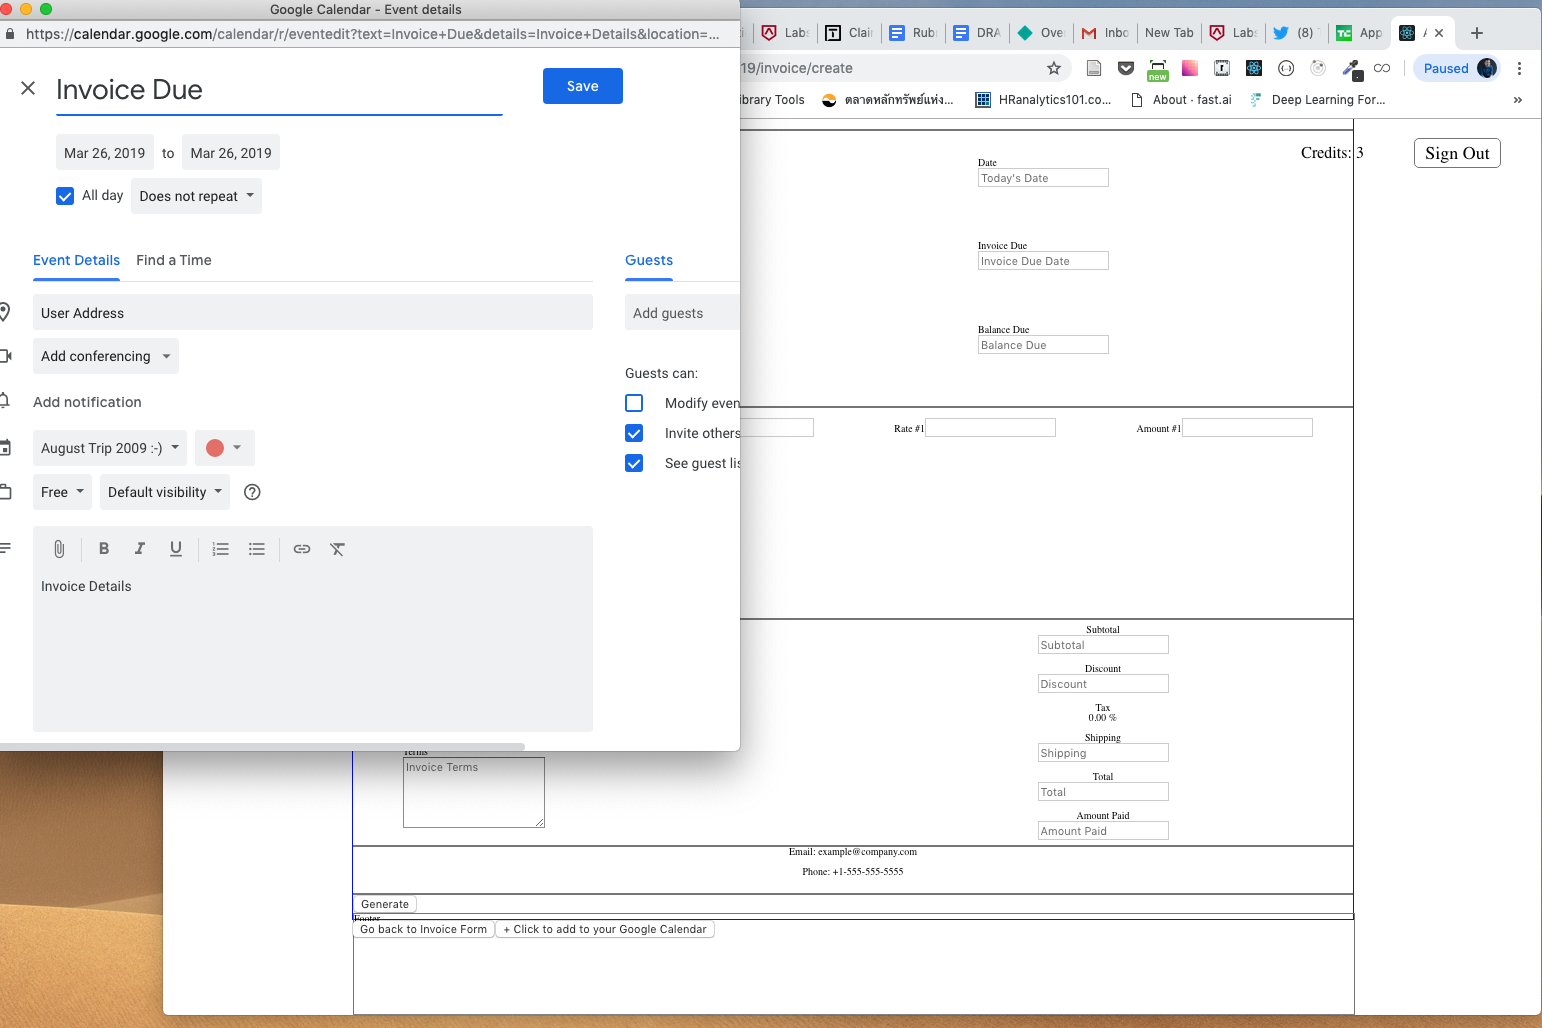 Google Calendar - Event details
https://calendar.google.com/calendar/r/eventedit?text=Invoice+Due&details=Invoice+Details&location=...
Invoice Due
Save
Mar 26, 2019 to Mar 26, 2019
All day Does not repeat
Event Details Find a Time
Guests
User Address
Add guests
Add conferencing
Guests can:
Add notification
Modify even
August Trip 2009 :-)
Invite others
See guest lis
Free Default visibility
B I U
Invoice Details
Labs Clair Rubr DRA Over Inbo New Tab Labs (8) App A
19/invoice/create
new
Paused
ibrary Tools ตลาดหลักทรัพย์แห่ง... HRanalytics101.co... About · fast.ai Deep Learning For... »
Credits: 3
Sign Out
Date
Today's Date
Invoice Due
Invoice Due Date
Balance Due
Balance Due
Rate #1 Amount #1
Subtotal
Subtotal
Discount
Discount
Tax
0.00 %
Shipping
Shipping
Total
Total
Amount Paid
Amount Paid
Terms
Invoice Terms
Email: example@company.com
Phone: +1-555-555-5555
Generate
Footer
Go back to Invoice Form + Click to add to your Google Calendar